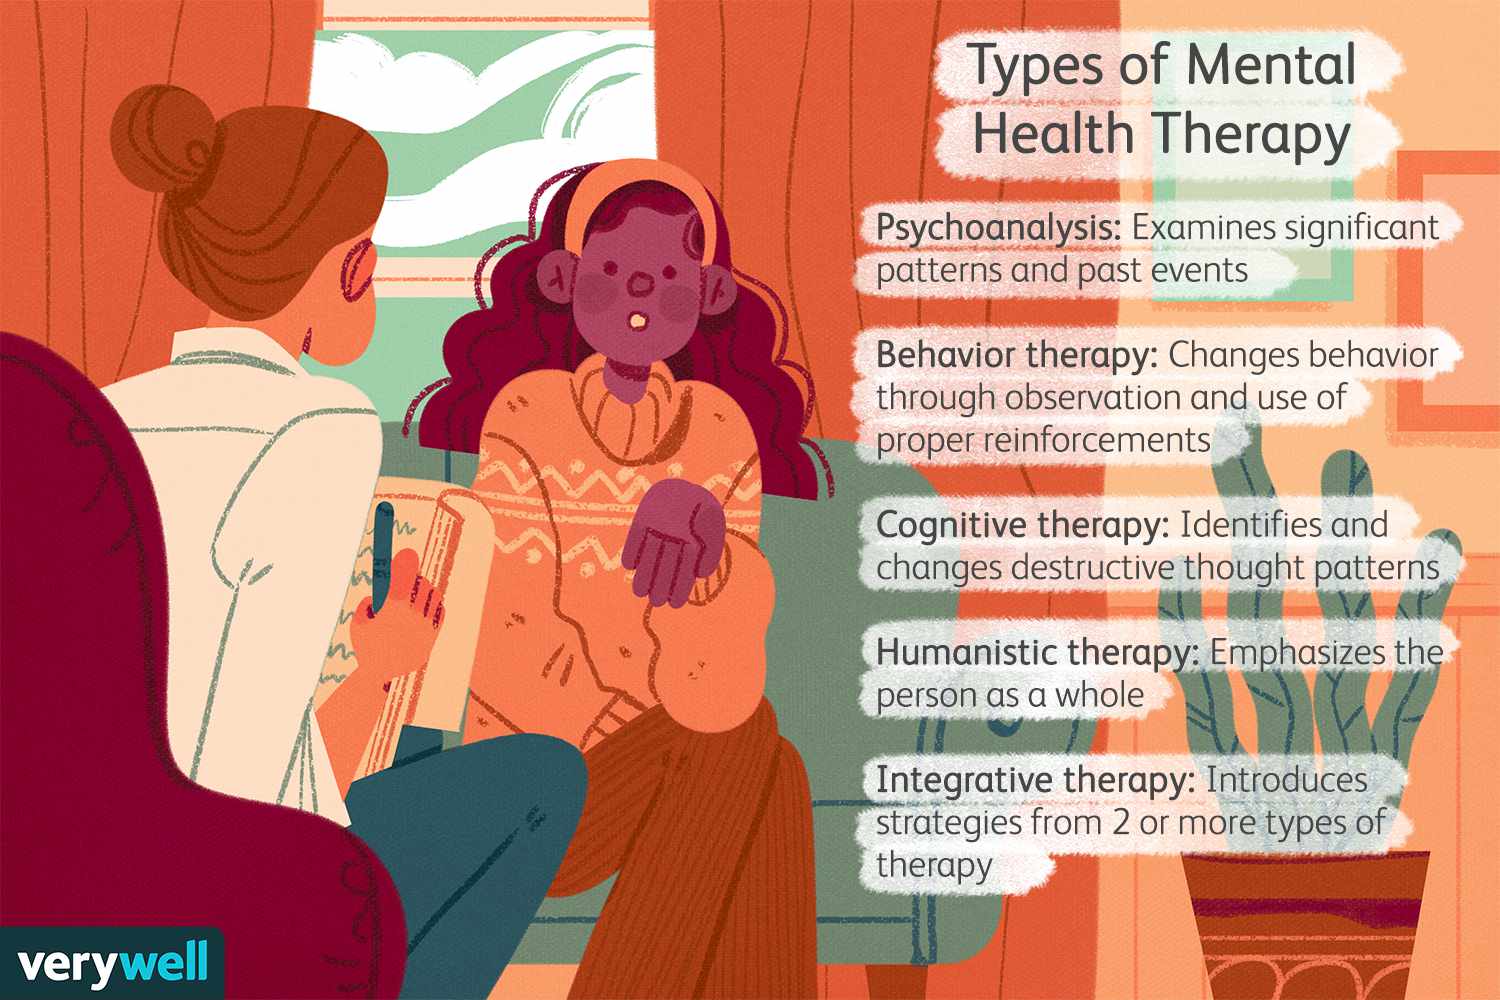 Types of Mental
Health Therapy
Psychoanalysis: Examines significant
patterns and past events
Behavior therapy: Changes behavior
through observation and use of
proper reinforcements
Cognitive therapy: Identifies and
changes destructive thought patterns
Humanistic therapy: Emphasizes the
person as a whole
Integrative therapy: Introduces
strategies from 2 or more types of
therapy
verywell